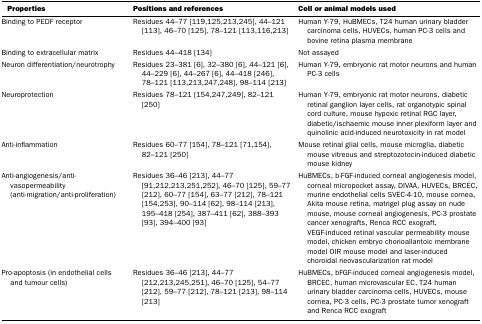 Properties	Positions and references	Cell or animal models used
Binding to PEDF receptor	Residues 44–77 [119,125,213,245], 44–121	Human Y-79, HuBMECs, T24 human urinary bladder
[113], 46–70 [125], 78–121 [113,116,213]	carcinoma cells, HUVECs, human PC-3 cells and
bovine retina plasma membrane
Binding to extracellular matrix	Residues 44–418 [134]	Not assayed
Neuron differentiation/neurotrophy	Residues 23–381 [6], 32–380 [6], 44–121 [6],	Human Y-79, embryonic rat motor neurons and human
44–229 [6], 44–267 [6], 44–418 [246],	PC-3 cells
78–121 [113,213,247,248], 98–114 [213]
Neuroprotection	Residues 78–121 [154,247,249], 82–121	Human Y-79, embryonic rat motor neurons, diabetic
[250]	retinal ganglion layer cells, rat organotypic spinal
cord culture, mouse hypoxic retinal RGC layer,
diabetic/ischaemic mouse inner plexiform layer and
quinolinic acid-induced neurotoxicity in rat model
Anti-inflammation	Residues 60–77 [154], 78–121 [71,154],	Mouse retinal glial cells, mouse microglia, diabetic
82–121 [250]	mouse vitreous and streptozotocin-induced diabetic
mouse kidney
Anti-angiogenesis/anti-	Residues 36–46 [213], 44–77	HuBMECs, b-FGF-induced corneal angiogenesis model,
vasopermeability	[91,212,213,251,252], 46–70 [125], 59–77	corneal micropocket assay, DIVAA, HUVECs, BRCEC,
(anti-migration/anti-proliferation)	[212], 60–77 [154], 63–77 [212], 78–121	murine endothelial cells SVEC-4-10, mouse cornea,
[154,253], 90–114 [62], 98–114 [213],	Akita mouse retina, matrigel plug assay on nude
195–418 [254], 387–411 [62], 388–393	mouse, mouse corneal angiogenesis, PC-3 prostate
[93], 394–400 [93]	cancer xenografts, Renca RCC exograft,
VEGF-induced retinal vascular permeability mouse
model, chicken embryo chorioallantoic membrane
model OIR mouse model and laser-induced
choroidal neovascularization rat model
Pro-apoptosis (in endothelial cells	Residues 36–46 [213], 44–77	HuBMECs, bFGF-induced corneal angiogenesis model,
and tumour cells)	[212,213,245,251], 46–70 [125], 54–77	BRCEC, human microvascular EC, T24 human
[212], 59–77 [212], 78–121 [213], 98–114	urinary bladder carcinoma cells, HUVECs, mouse
[213]	cornea, PC-3 cells, PC-3 prostate tumor xenograft
and Renca RCC exograft